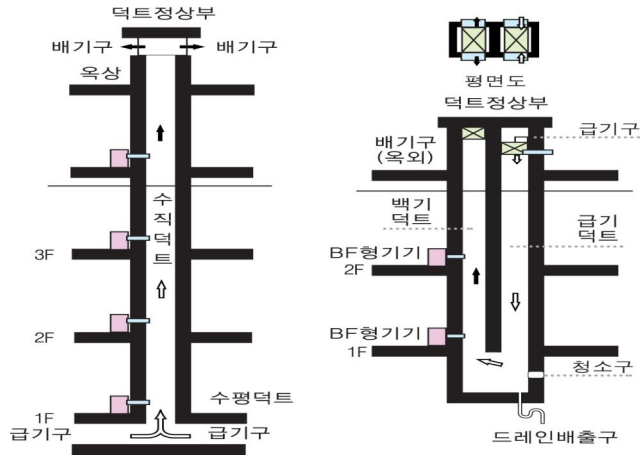 덕트정상부
배기구
배기구
옥상
수직덕트
3F
2F
1F
수평덕트
급기구
급기구
평면도
덕트정상부
급기구
배기구
(옥외)
백기
덕트
급기
덕트
BF형기기
2F
BF형기기
1F
청소구
드레인배출구